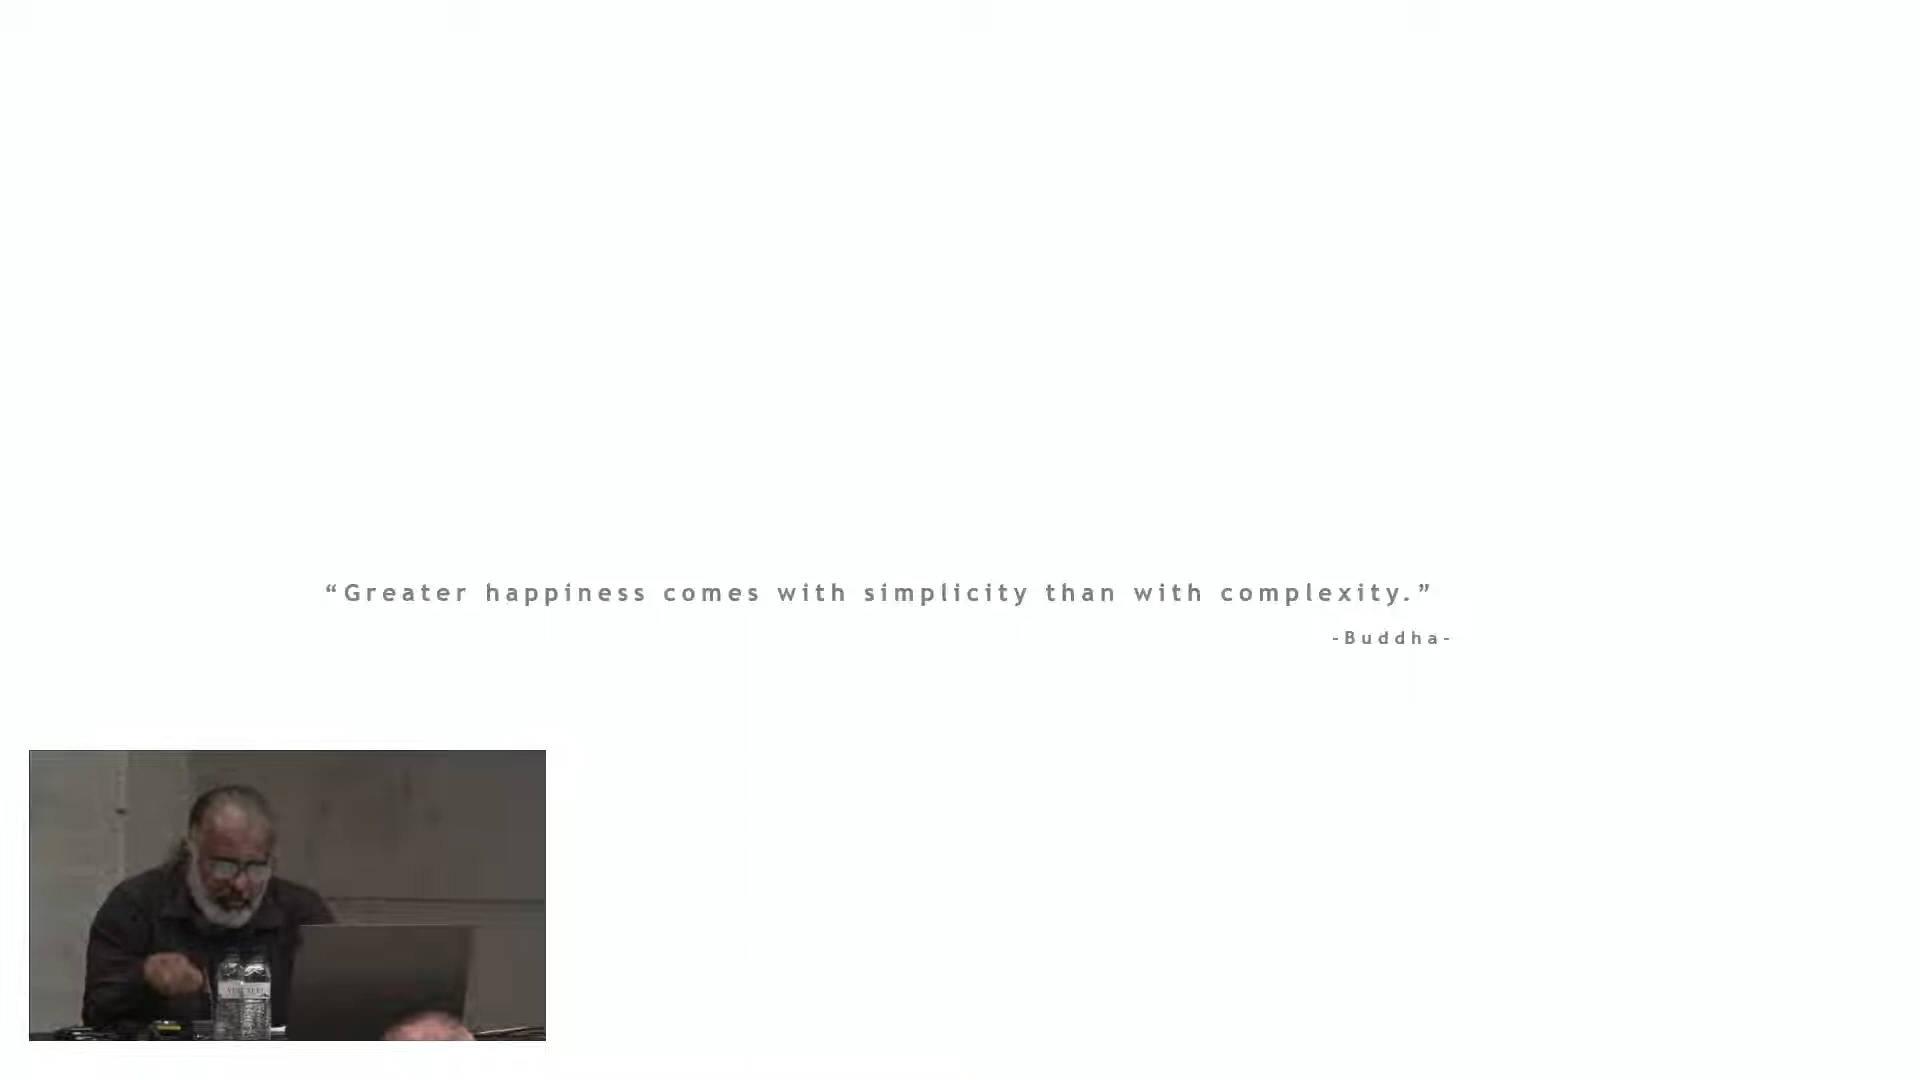 “Greater happiness comes with simplicity than with complexity.”
-Buddha-